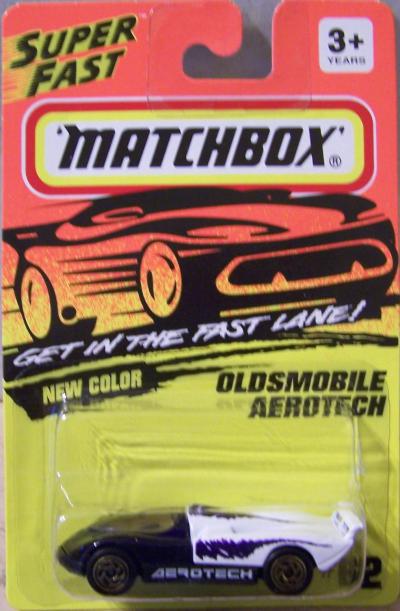 SUPER
FAST
3+
YEARS
'MATCHBOX'®
GET IN THE FAST LANE!
NEW COLOR
OLDSMOBILE
AEROTECH
AEROTECH